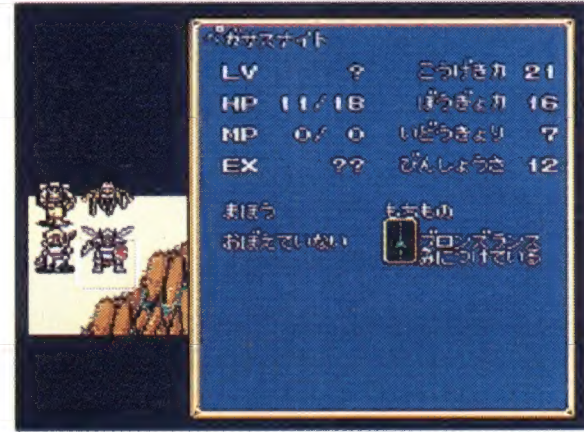 ペガサスナイト
LV ? こうげき力 21
HP 11/18 ぼうぎょ力 16
MP 0/ 0 いどうきょり 7
EX ?? びんしょうさ 12
まほう もちもの
おぼえていない ブロンズランス
みにつけている